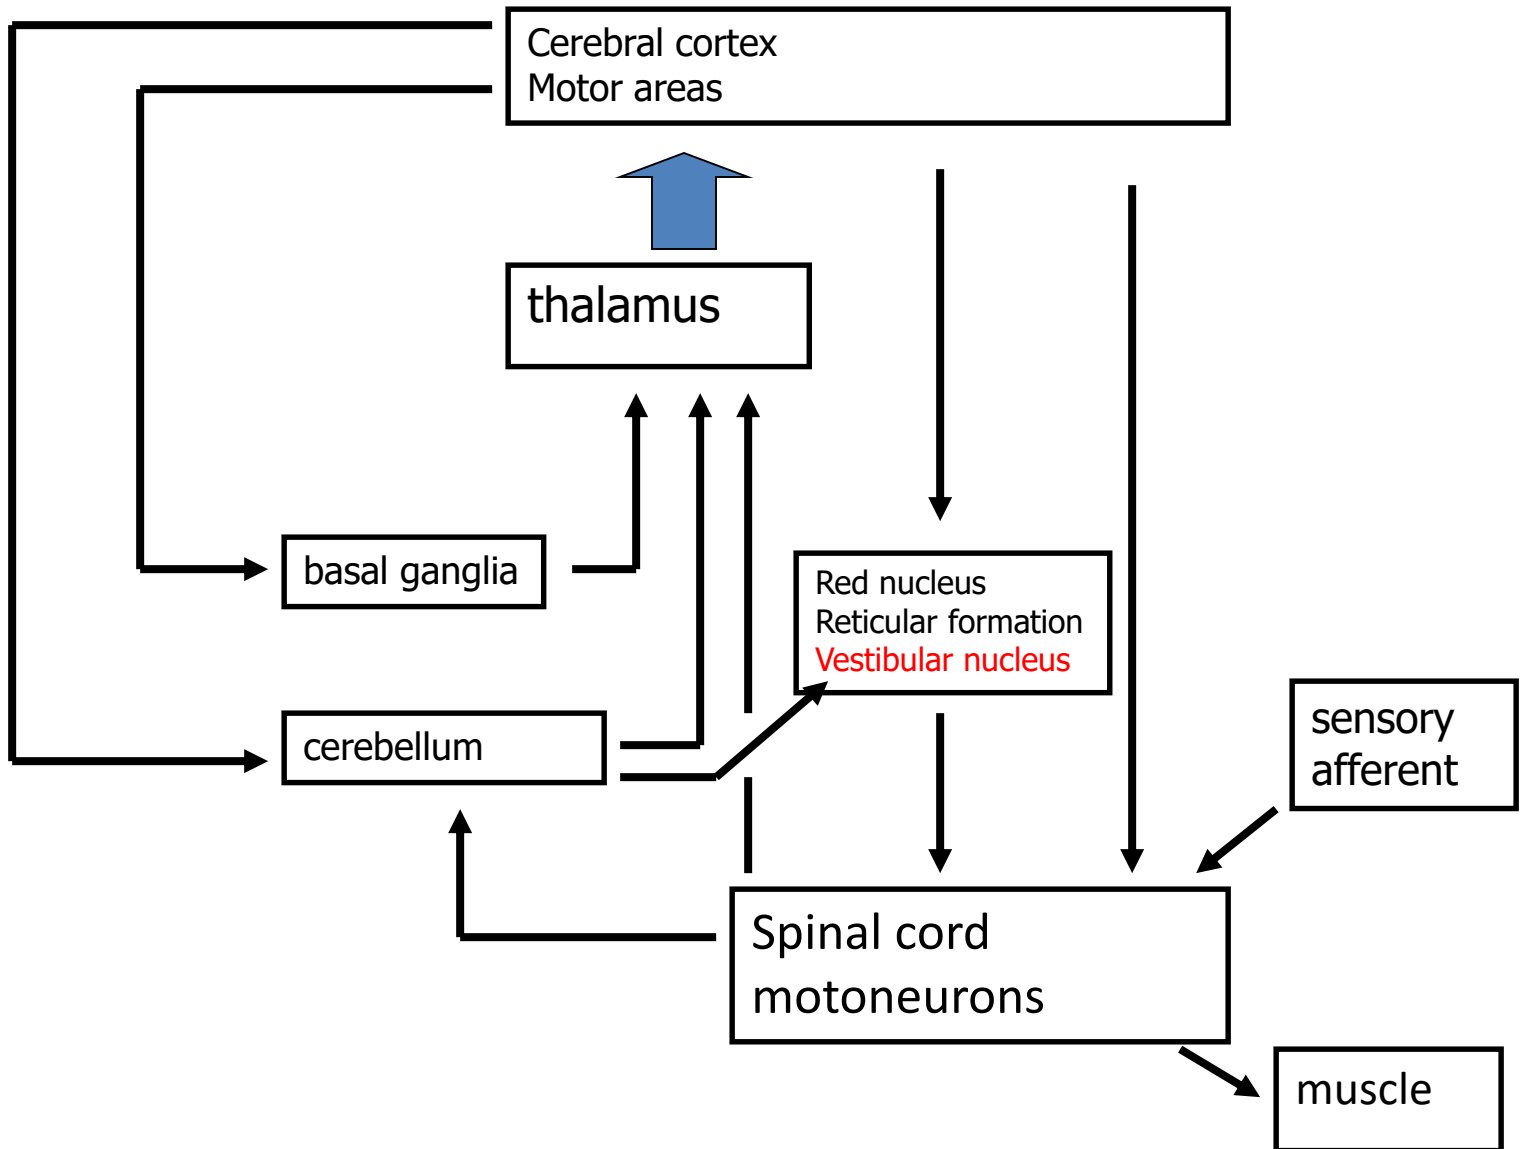 Cerebral cortex
Motor areas
thalamus
basal ganglia
Red nucleus
Reticular formation
Vestibular nucleus
cerebellum
sensory
afferent
Spinal cord
motoneurons
muscle